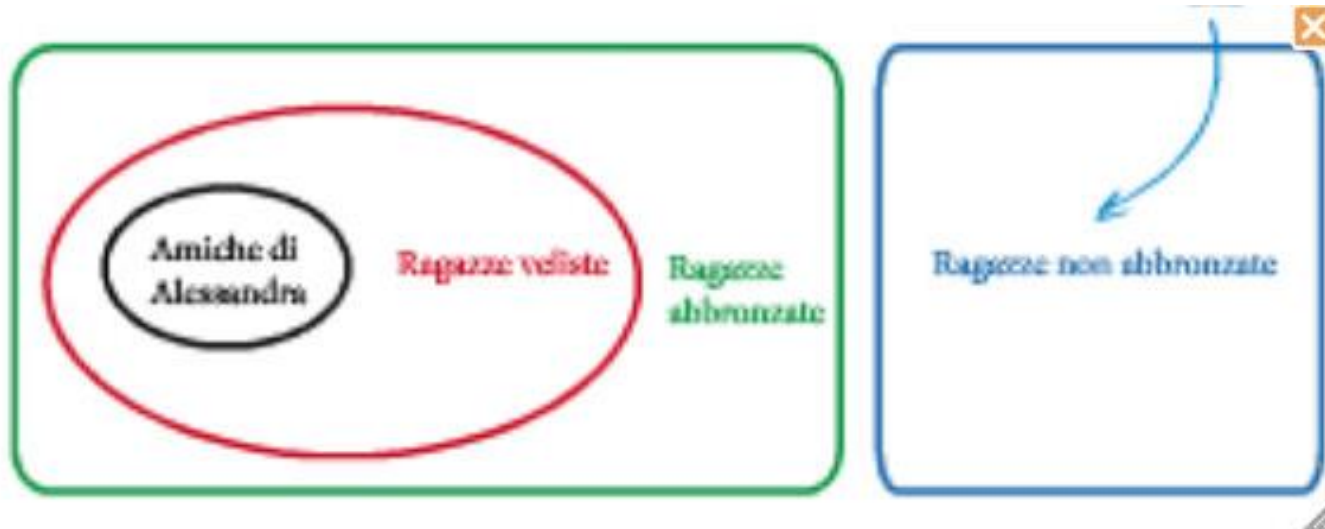 Amiche di
Alessandra
Ragazze veliste
Ragazze
abbronzate
Ragazze non abbronzate